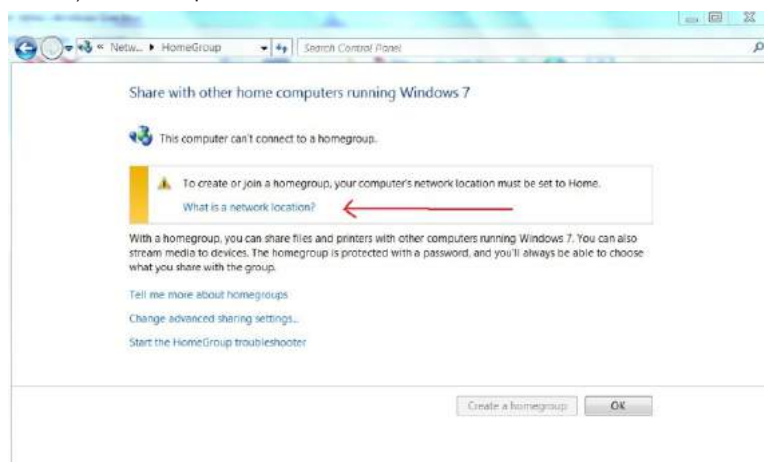 « Netw... ▸ HomeGroup Search Control Panel
Share with other home computers running Windows 7
This computer can't connect to a homegroup.
To create or join a homegroup, your computer's network location must be set to Home.
What is a network location?
With a homegroup, you can share files and printers with other computers running Windows 7. You can also
stream media to devices. The homegroup is protected with a password, and you'll always be able to choose
what you share with the group.
Tell me more about homegroups
Change advanced sharing settings...
Start the HomeGroup troubleshooter
Create a homegroup OK